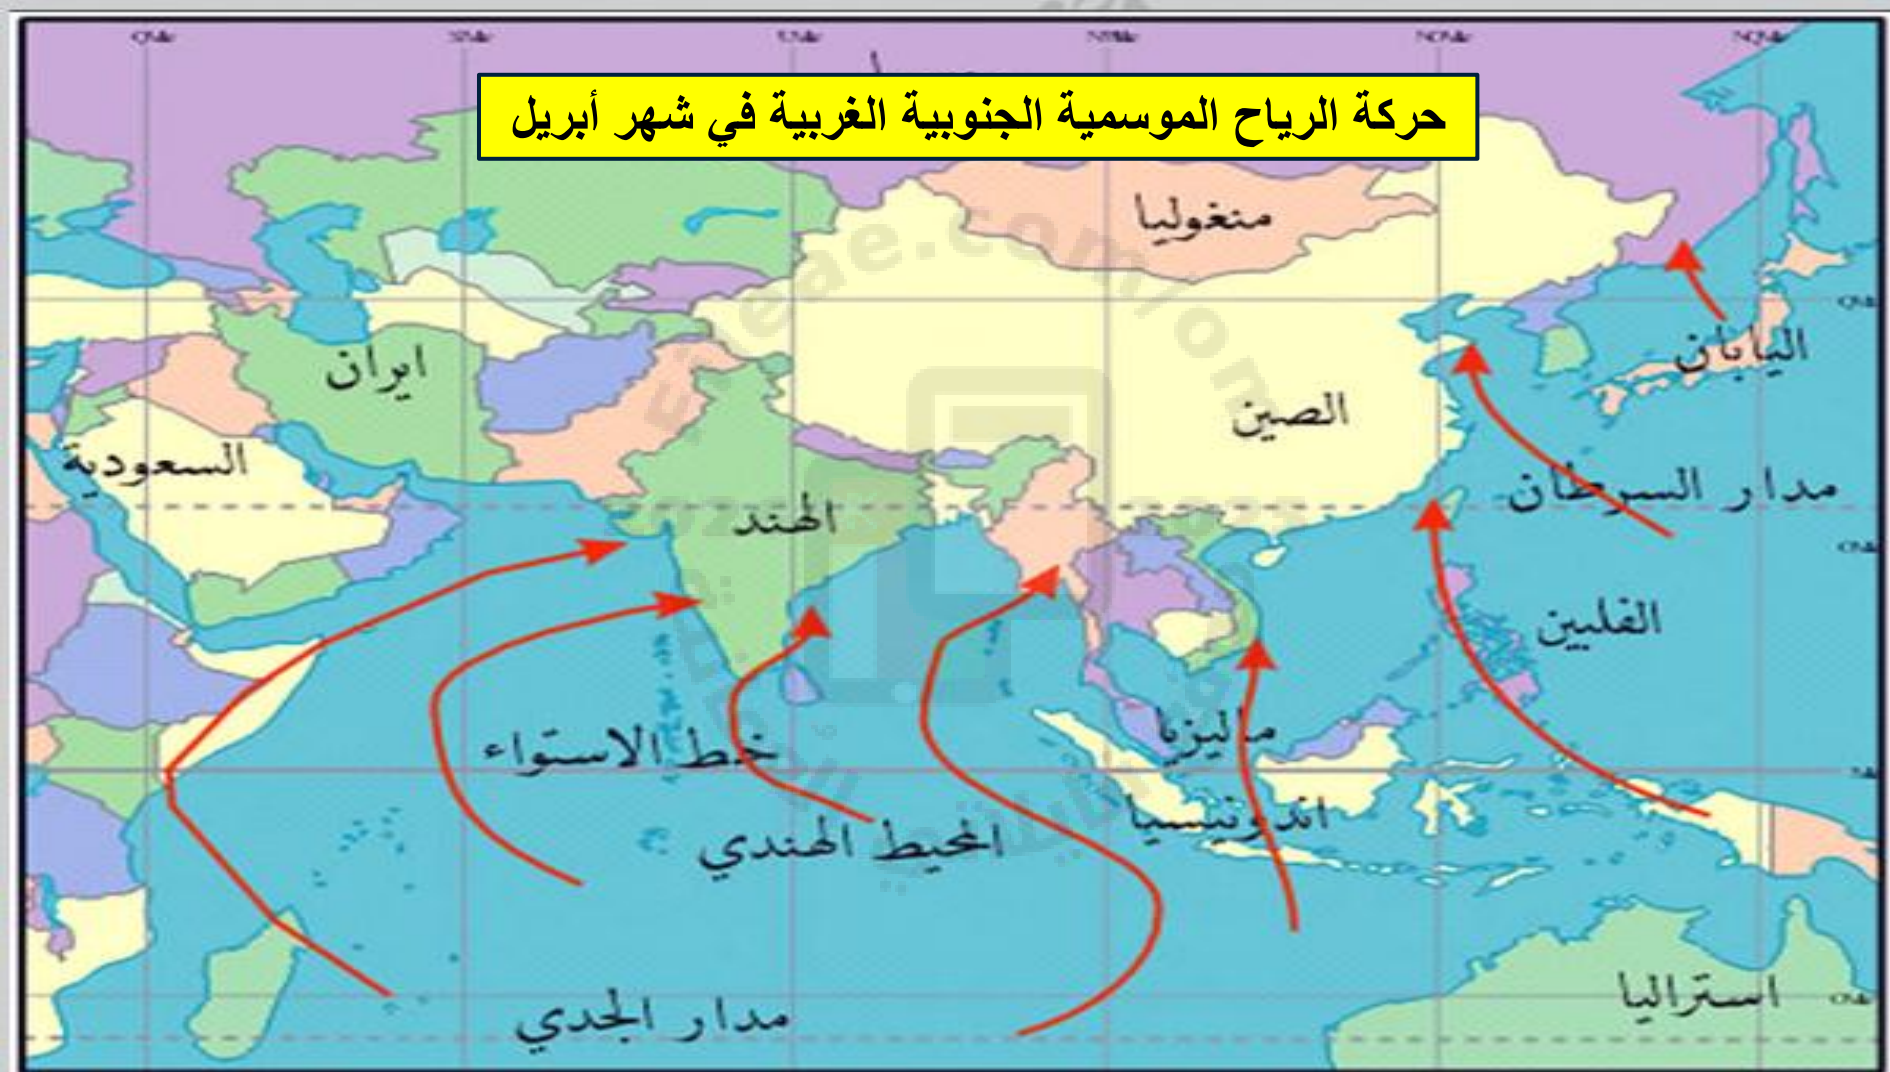 حركة الرياح الموسمية الجنوبية الغربية في شهر أبريل
منغوليا
اليابان
ايران
الصين
السعودية
مدار السرطان
الهند
الفلبين
ماليزيا
خط الاستواء
اندونيسيا
المحيط الهندي
استراليا
مدار الجدي